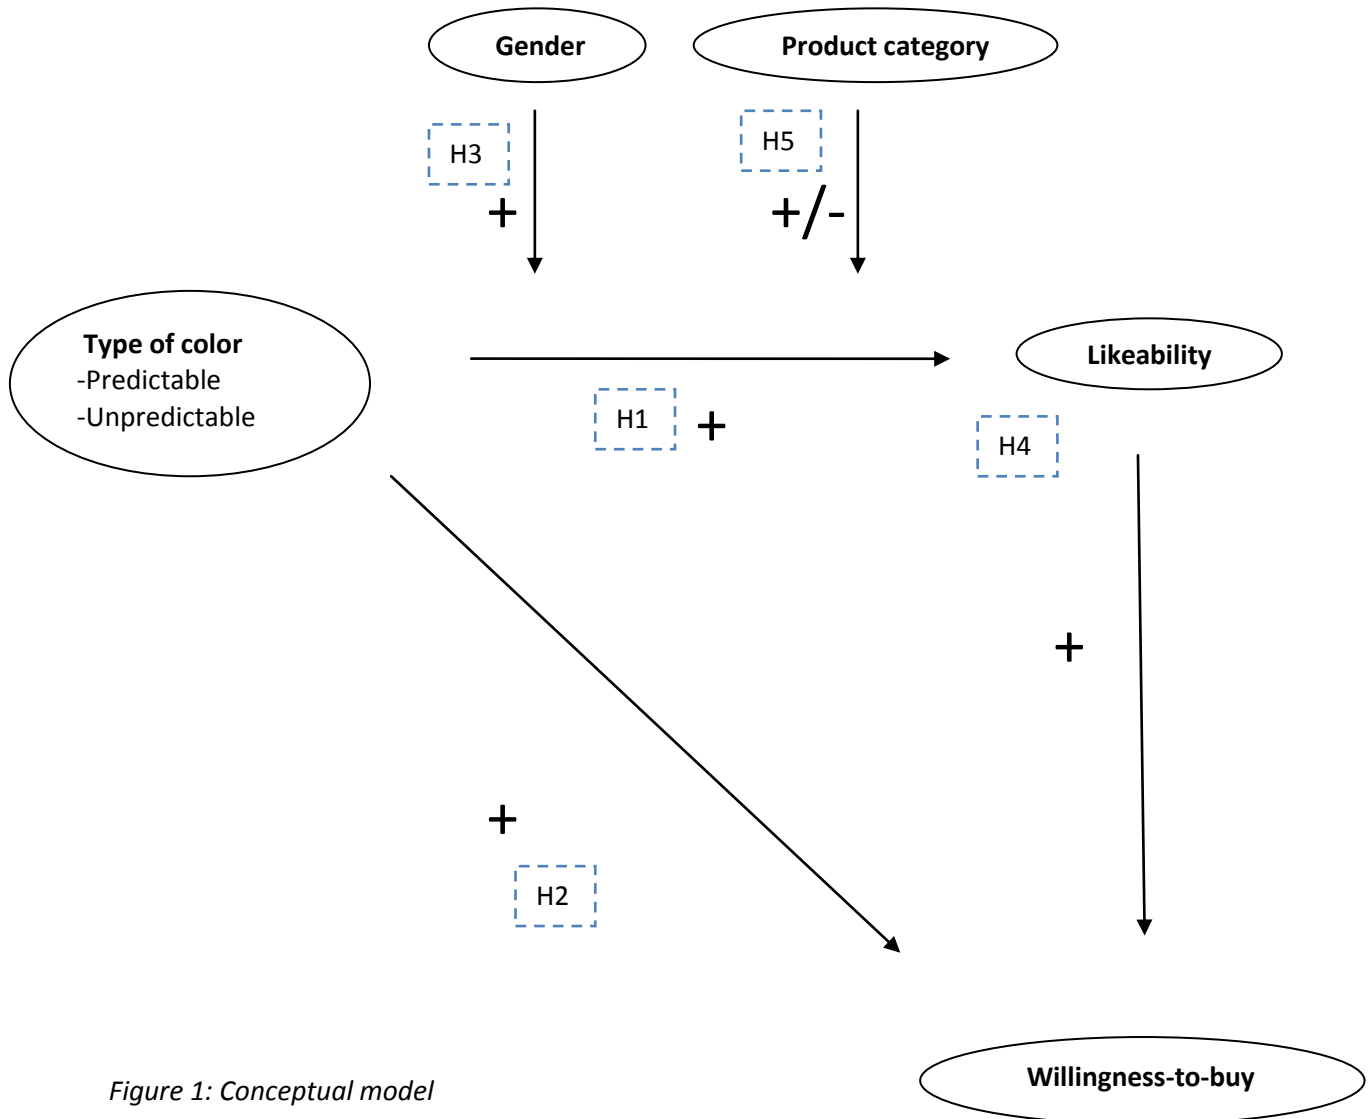 Gender
Product category
H3
H5
+
+/-
Type of color
-Predictable
-Unpredictable
Likeability
H1 +
H4
+
+
H2
Willingness-to-buy
Figure 1: Conceptual model